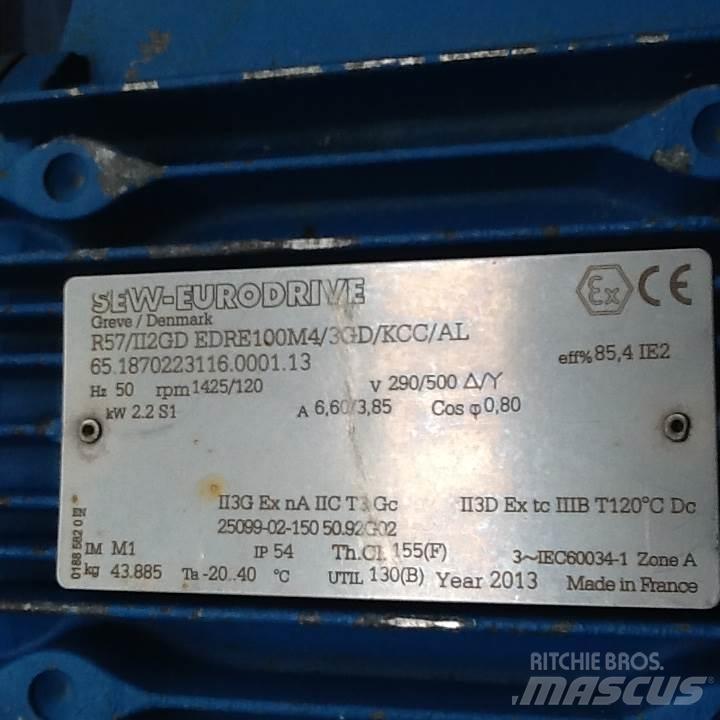 SEW-EURODRIVE
Greve / Denmark
R57/II2GD EDRE100M4/3GD/KCC/AL
65.1870223116.0001.13
eff% 85,4 IE2
Hz 50 rpm 1425/120 V 290/500 Δ/Y
kW 2.2 S1 A 6,60/3,85 Cos φ 0,80
II3G Ex nA IIC T3 Gc II3D Ex tc IIIB T120°C Dc
25099-02-150 50.92G02
IM M1 IP 54 Th.Cl. 155(F) 3~IEC60034-1 Zone A
kg 43.885 Ta -20..40 °C UTIL 130(B) Year 2013 Made in France
0188 582 0 EN
Ex CE
RITCHIE BROS.
MASCUS